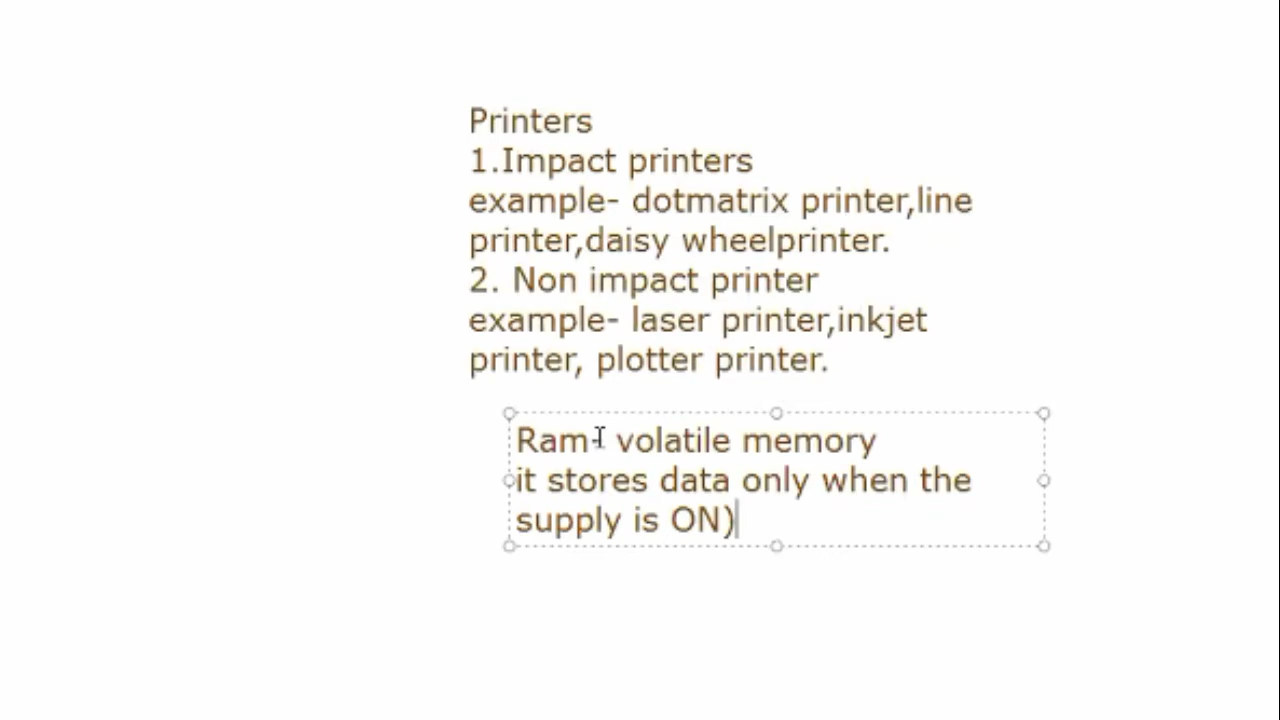 Printers
1.Impact printers
example- dotmatrix printer,line
printer,daisy wheelprinter.
2. Non impact printer
example- laser printer,inkjet
printer, plotter printer.
Ram- volatile memory
it stores data only when the
supply is ON)